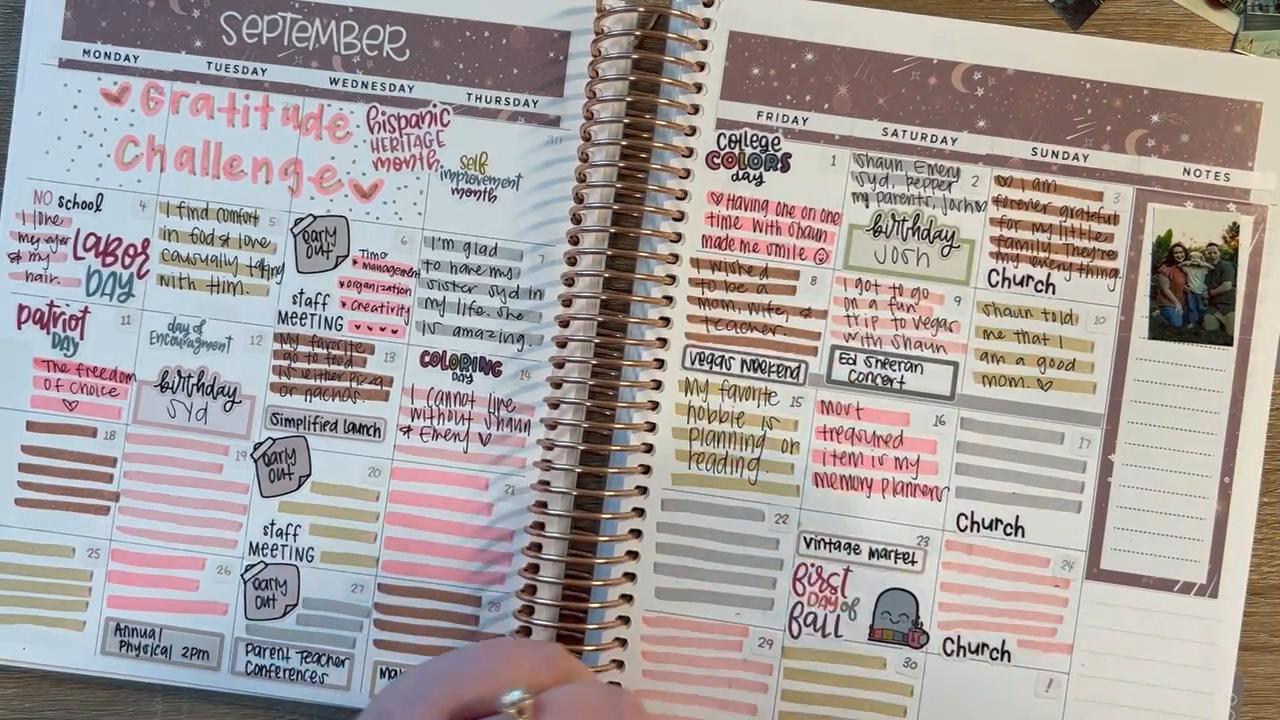 SEPTEMBER
MONDAY
TUESDAY
WEDNESDAY
THURSDAY
Gratitude
Challenge
hispanic
HERITAGE
month
self
improvement
month
30
NO school
4
I love
my eyes
& my
hair.
LABOR
DAY
5
I find comfort
in God & love
causually talking
with Him.
early
out
6
Time
management
organization
creativity
staff
MEETING
7
I'm glad
to have my
sister Syd in
my life. She
is amazing.
patriot
DAY
11
The freedom
of choice
day of
Encouragment
12
birthday
Syd
My favorite
go to food
is either pizza
or nachos.
13
Simplified launch
COLORING
DAY
14
I cannot live
without Shaun
& Emery
18
19
early
out
20
staff
MEETING
21
25
26
Annual
Physical 2pm
early
out
27
Parent Teacher
Conferences
28
FRIDAY
SATURDAY
SUNDAY
NOTES
College
COLORS
day
1
Having one on one
time with Shaun
made me smile
2
Shaun, Emery
Syd, Pepper
my parents, Josh
birthday
Josh
3
I am
forever grateful
for my little
family. They're
my everything.
Church
8
I wished
to be a
mom, wife, &
teacher.
Vegas Weekend
9
I got to go
on a fun
trip to Vegas
with Shaun
Ed Sheeran
Concert
10
Shaun told
me that I
am a good
mom.
15
My favorite
hobbie is
planning or
reading.
16
Most
treasured
item is my
memory planner
17
Church
22
vintage market
23
first
DAY of
fall
24
Church
29
30
1